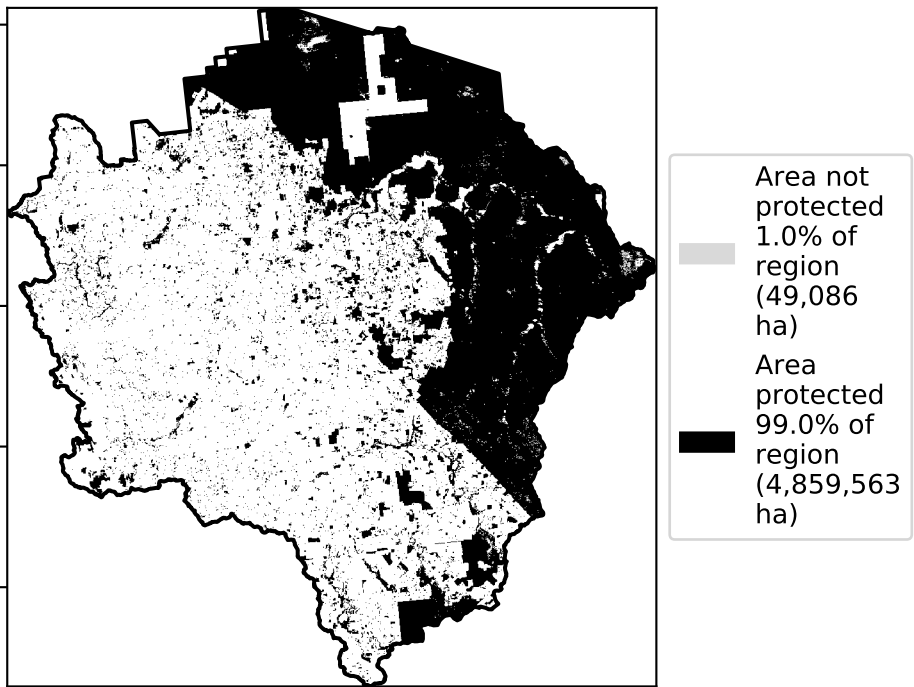 Area not
protected
1.0% of
region
(49,086
ha)
Area
protected
99.0% of
region
(4,859,563
ha)